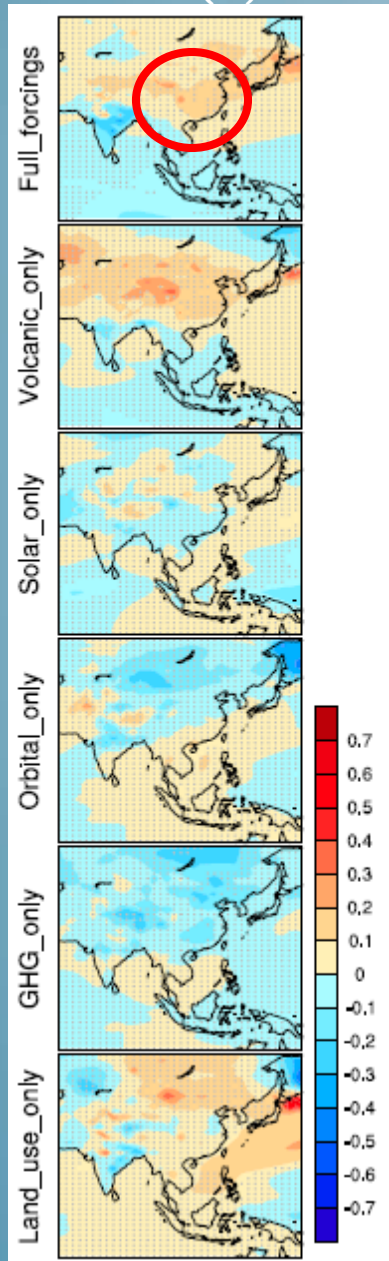 Full_forcings
Volcanic_only
Solar_only
Orbital_only
GHG_only
Land_use_only
0.7
0.6
0.5
0.4
0.3
0.2
0.1
0
-0.1
-0.2
-0.3
-0.4
-0.5
-0.6
-0.7